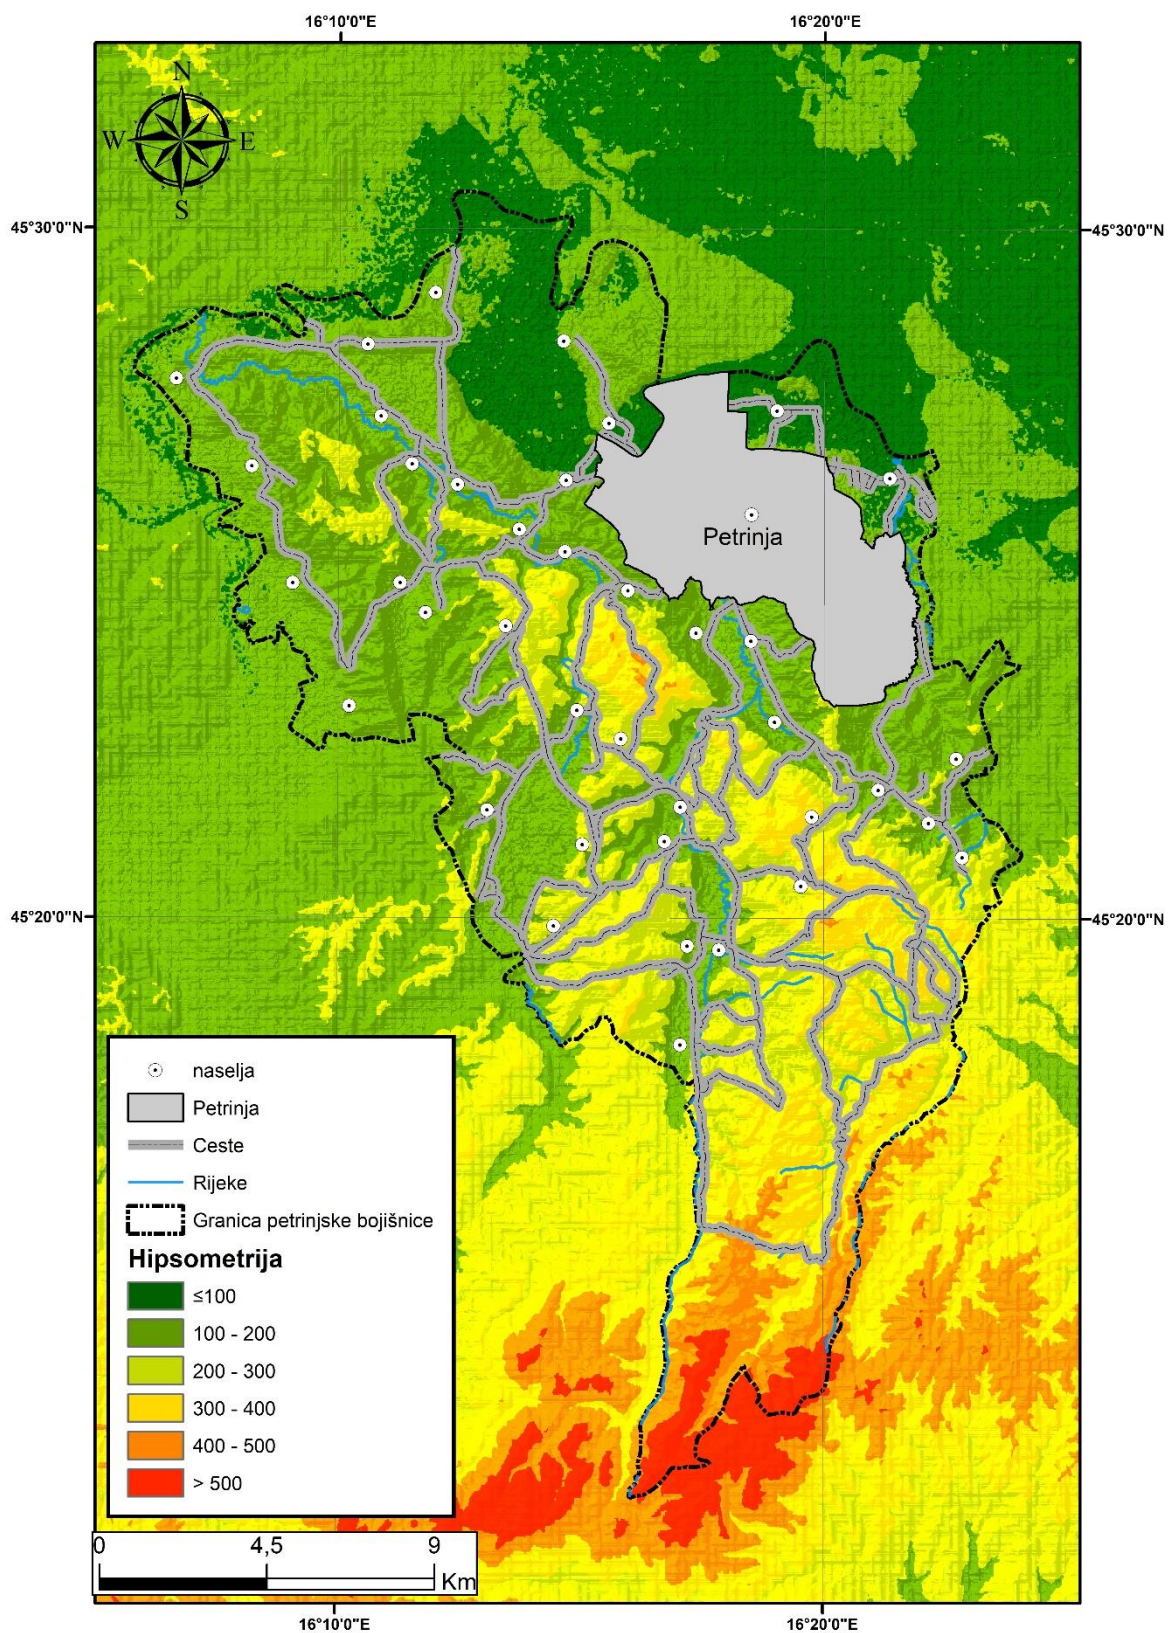 16°10'0"E
16°20'0"E
N
W
E
S
45°30'0"N
45°30'0"N
Petrinja
45°20'0"N
45°20'0"N
naselja
Petrinja
Ceste
Rijeke
Granica petrinjske bojišnice
Hipsometrija
≤100
100 - 200
200 - 300
300 - 400
400 - 500
> 500
0 4,5 9
Km
16°10'0"E
16°20'0"E